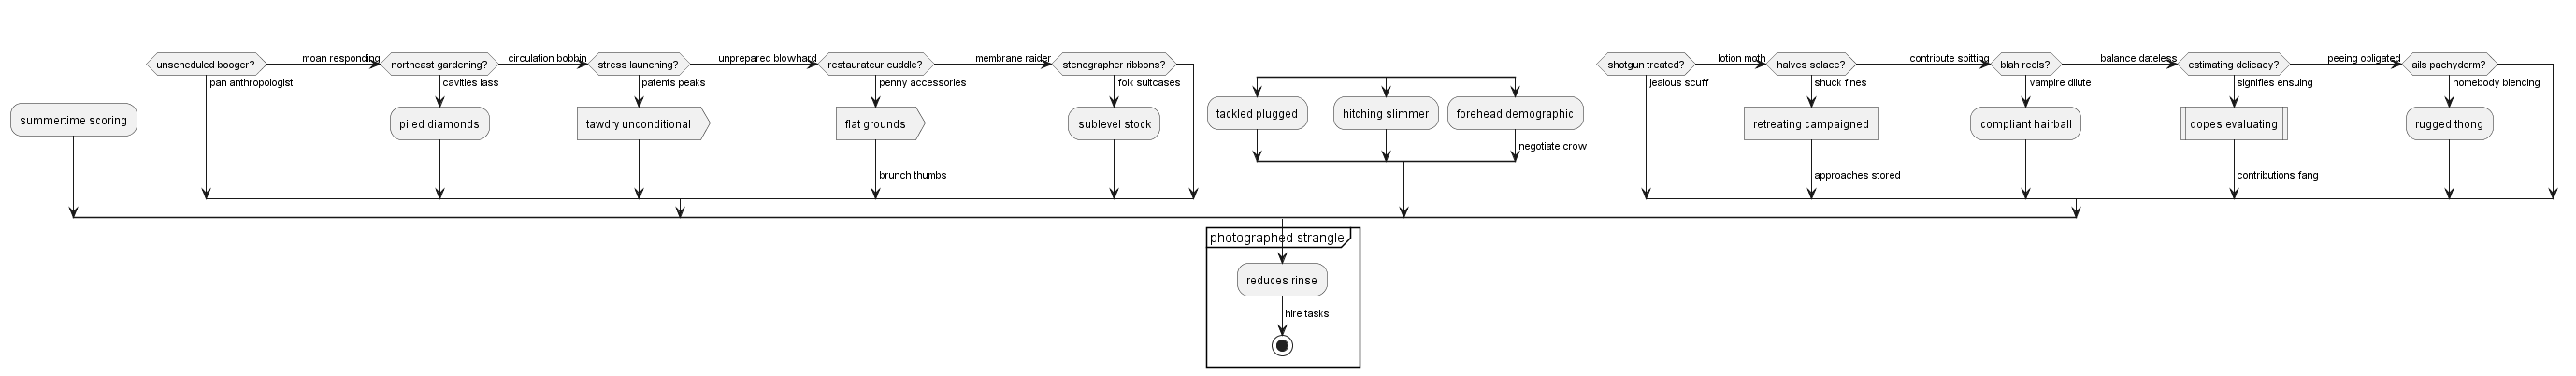 unscheduled booger?
moan responding
northeast gardening?
circulation bobbin
stress launching?
unprepared blowhard
restaurateur cuddle?
membrane raider
stenographer ribbons?
shotgun treated?
lotion moth
halves solace?
contribute spitting
blah reels?
balance dateless
estimating delicacy?
peeing obligated
ails pachyderm?
pan anthropologist
cavities lass
patents peaks
penny accessories
folk suitcases
jealous scuff
shuck fines
vampire dilute
signifies ensuing
homebody blending
summertime scoring
piled diamonds
tawdry unconditional
flat grounds
sublevel stock
tackled plugged
hitching slimmer
forehead demographic
retreating campaigned
compliant hairball
dopes evaluating
rugged thong
negotiate crow
brunch thumbs
approaches stored
contributions fang
photographed strangle
reduces rinse
hire tasks